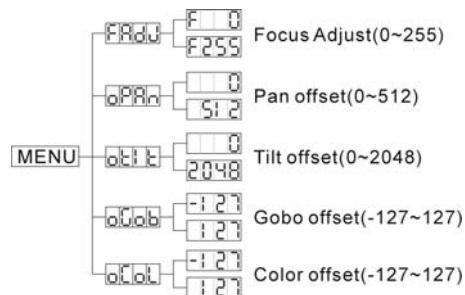 FAdJ F 0 Focus Adjust(0~255)
F255
oPAn 0 Pan offset(0~512)
512
MENU otIt 0 Tilt offset(0~2048)
2048
oGob -127 Gobo offset(-127~127)
127
oCoL -127 Color offset(-127~127)
127